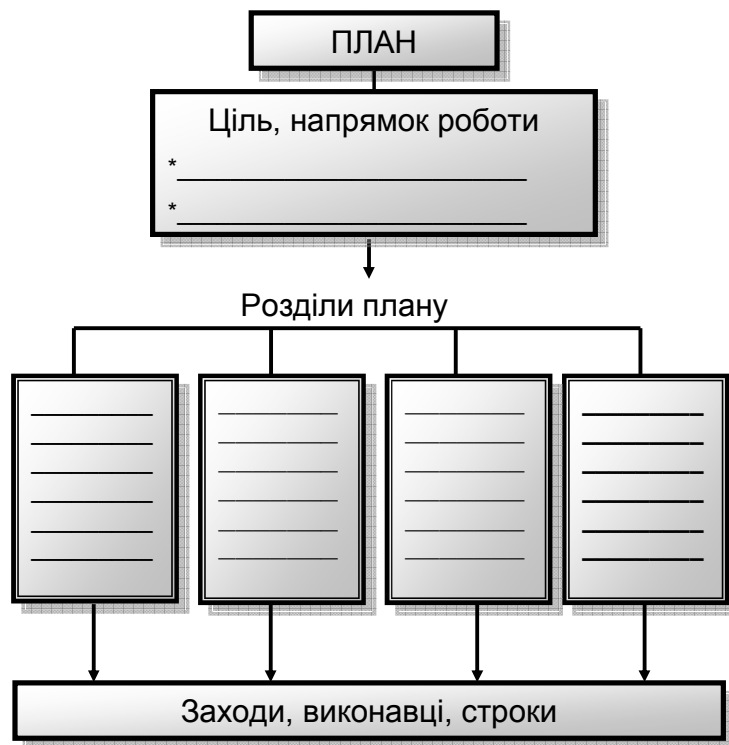 ПЛАН
Ціль, напрямок роботи
*
*
Розділи плану
Заходи, виконавці, строки